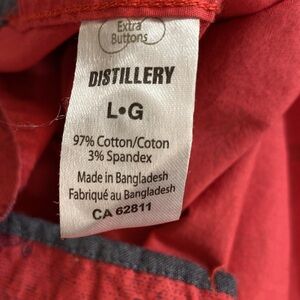 Extra
Buttons
DISTILLERY
L•G
97% Cotton/Coton
3% Spandex
Made in Bangladesh
Fabriqué au Bangladesh
CA 62811